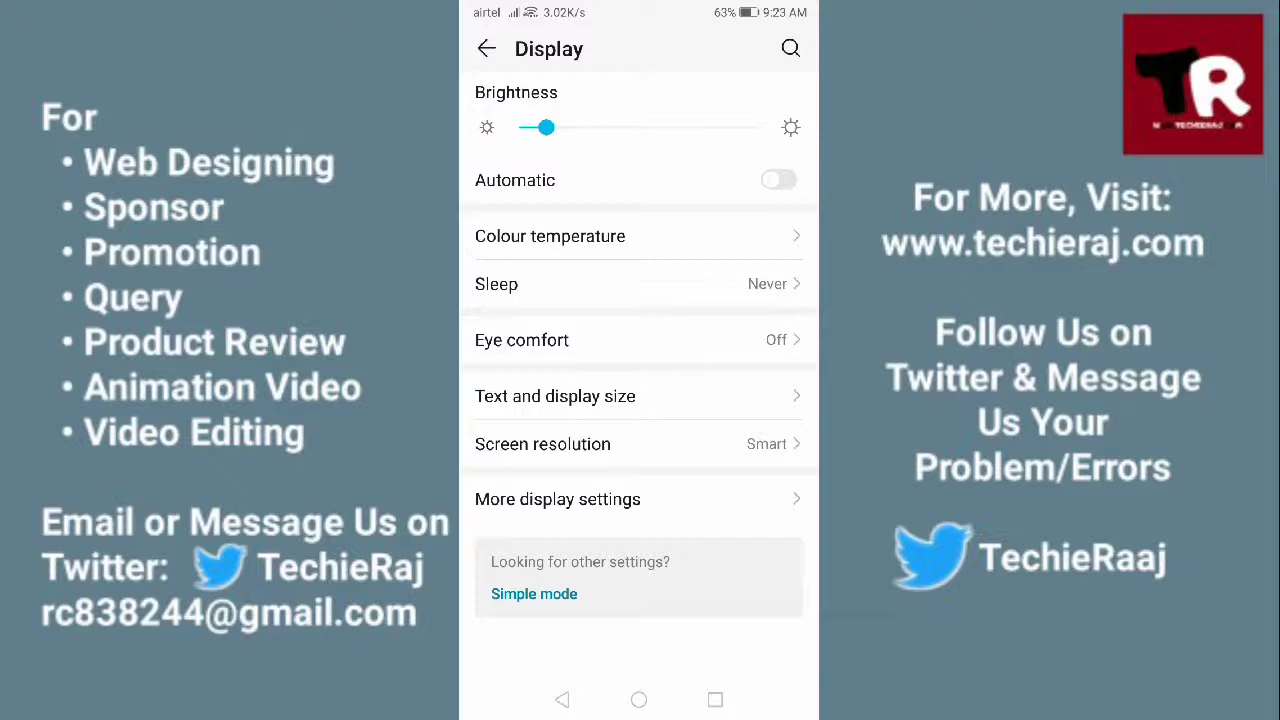 For
• Web Designing
• Sponsor
• Promotion
• Query
• Product Review
• Animation Video
• Video Editing
Email or Message Us on
Twitter: TechieRaj
rc838244@gmail.com
airtel 3.02K/s 63% 9:23 AM
Display
Brightness
Automatic
Colour temperature
Sleep Never
Eye comfort Off
Text and display size
Screen resolution Smart
More display settings
Looking for other settings?
Simple mode
TR
For More, Visit:
www.techieraj.com
Follow Us on
Twitter & Message
Us Your
Problem/Errors
TechieRaaj